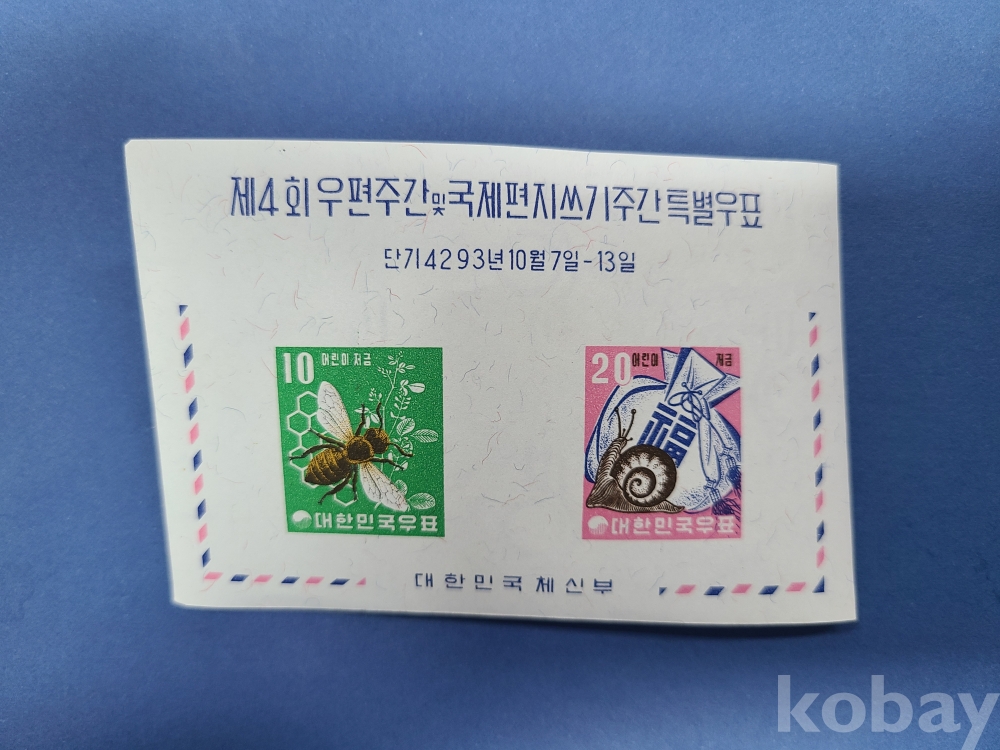 제4회 우편주간 및 국제편지쓰기주간 특별우표
단기 4293년 10월 7일 - 13일
10 어린이 저금
대한민국우표
20 어린이 저금
福
대한민국우표
대한민국체신부
kobay